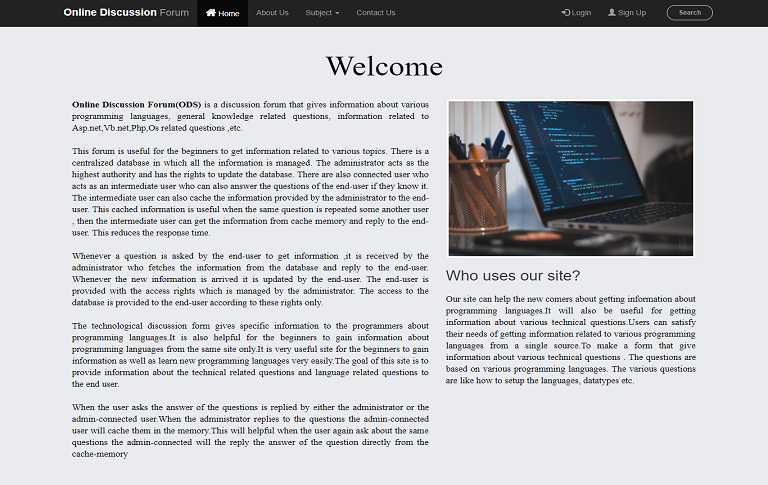 Online Discussion Forum Home About Us Subject Contact Us Login Sign Up Search
Welcome
Online Discussion Forum(ODS) is a discussion forum that gives information about various
programming languages, general knowledge related questions, information related to
Asp.net,Vb.net,Php,Os related questions ,etc.
This forum is useful for the beginners to get information related to various topics. There is a
centralized database in which all the information is managed. The administrator acts as the
highest authority and has the rights to update the database. There are also connected user who
acts as an intermediate user who can also answer the questions of the end-user if they know it.
The intermediate user can also cache the information provided by the administrator to the end-
user. This cached information is useful when the same question is repeated some another user
, then the intermediate user can get the information from cache memory and reply to the end-
user. This reduces the response time.
Whenever a question is asked by the end-user to get information ,it is received by the
administrator who fetches the information from the database and reply to the end-user.
Whenever the new information is arrived it is updated by the end-user. The end-user is
provided with the access rights which is managed by the administrator. The access to the
database is provided to the end-user according to these rights only.
The technological discussion form gives specific information to the programmers about
programming languages.It is also helpful for the beginners to gain information about
programming languages from the same site only.It is very useful site for the beginners to gain
information as well as learn new programming languages very easily.The goal of this site is to
provide information about the technical related questions and language related questions to
the end user.
When the user asks the answer of the questions is replied by either the administrator or the
admin-connected user.When the administrator replies to the questions the admin-connected
user will cache them in the memory.This will helpful when the user again ask about the same
questions the admin-connected will the reply the answer of the question directly from the
cache-memory
Who uses our site?
Our site can help the new comers about getting information about
programming languages.It will also be useful for getting
information about various technical questions.Users can satisfy
their needs of getting information related to various programming
languages from a single source.To make a form that give
information about various technical questions . The questions are
based on various programming languages. The various questions
are like how to setup the languages, datatypes etc.